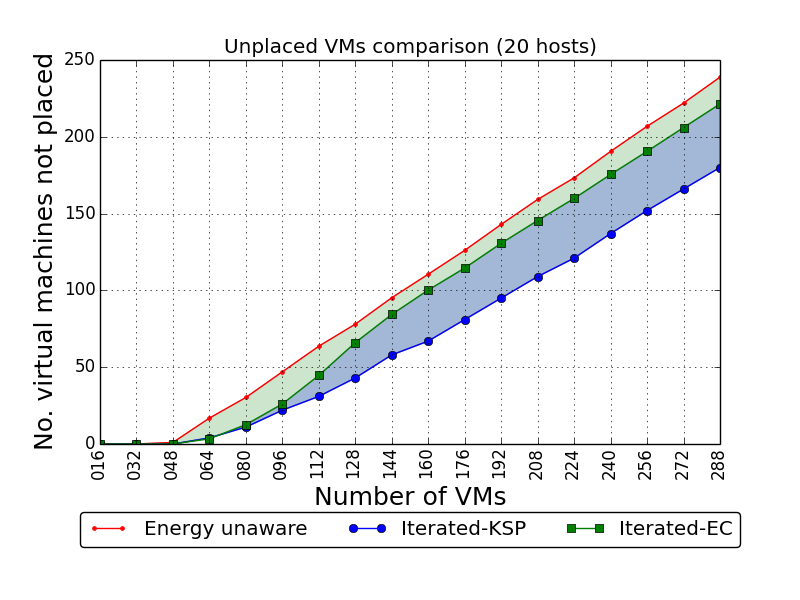 Unplaced VMs comparison (20 hosts)
No. virtual machines not placed
250
200
150
100
50
0
016 032 048 064 080 096 112 128 144 160 176 192 208 224 240 256 272 288
Number of VMs
Energy unaware Iterated-KSP Iterated-EC